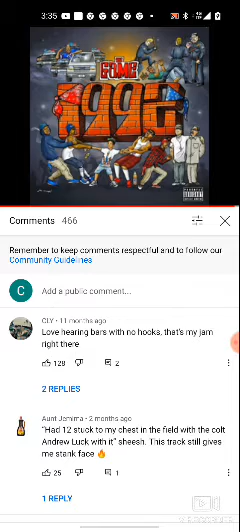 3:35
THE GAME
1992
Comments 466
Remember to keep comments respectful and to follow our
Community Guidelines
C
Add a public comment...
CLY • 11 months ago
Love hearing bars with no hooks, that's my jam
right there
128 2
2 REPLIES
Aunt Jemima • 2 months ago
"Had 12 stuck to my chest in the field with the colt
Andrew Luck with it" sheesh. This track still gives
me stank face 🔥
25 1
1 REPLY